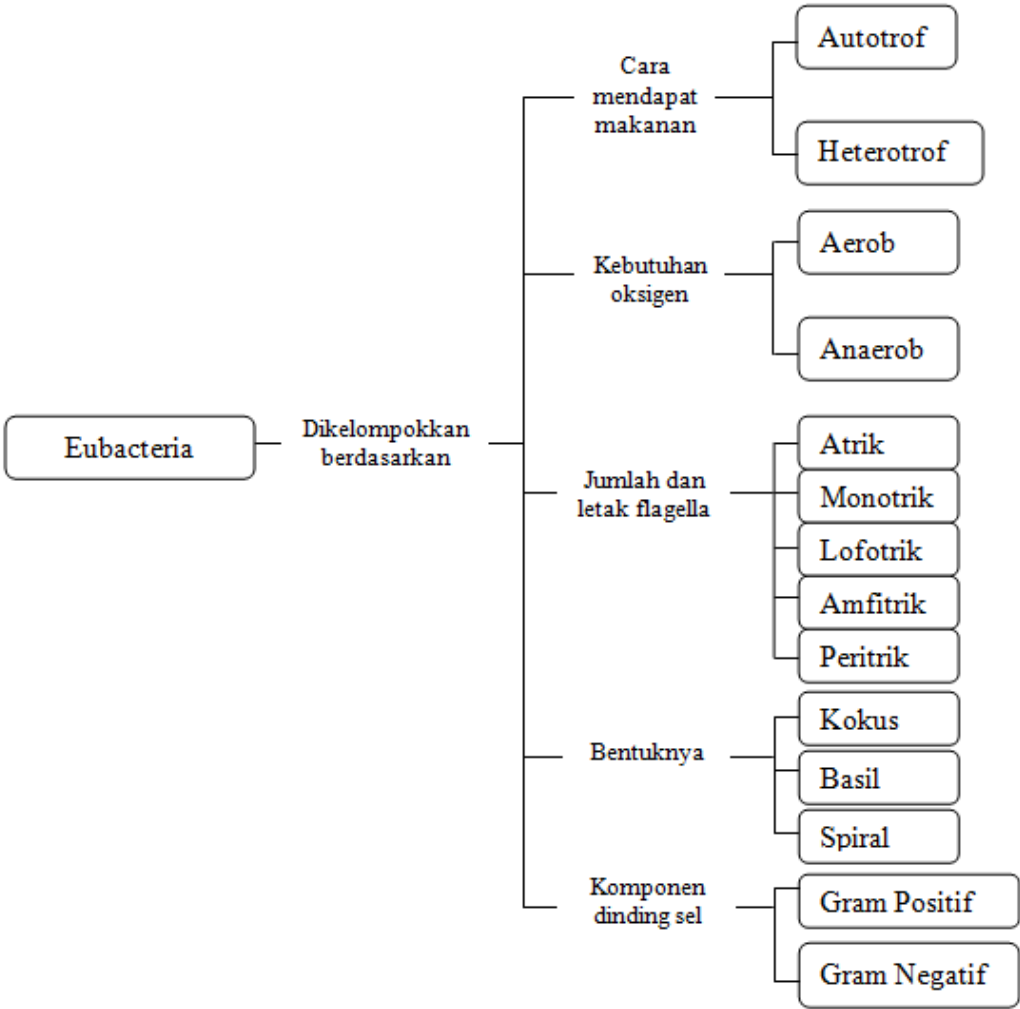 Eubacteria
Dikelompokkan
berdasarkan
Cara
mendapat
makanan
Autotrof
Heterotrof
Kebutuhan
oksigen
Aerob
Anaerob
Jumlah dan
letak flagella
Atrik
Monotrik
Lofotrik
Amfitrik
Peritrik
Bentuknya
Kokus
Basil
Spiral
Komponen
dinding sel
Gram Positif
Gram Negatif